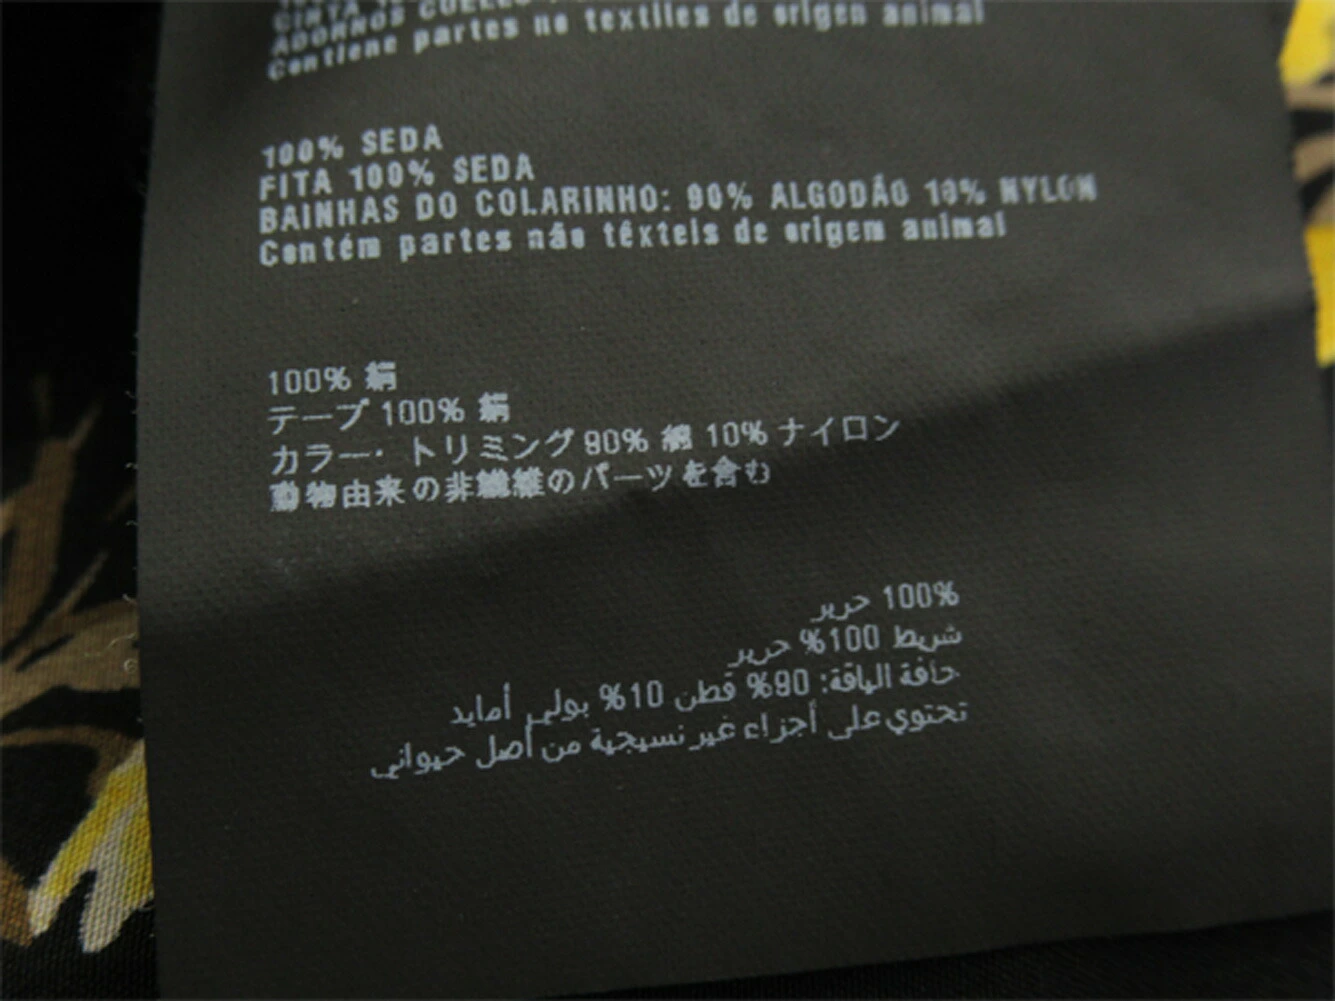 CINTA
ADORNOS CUELLO
Contiene partes no textiles de origen animal
100% SEDA
FITA 100% SEDA
BAINHAS DO COLARINHO: 90% ALGODÃO 10% NYLON
Contém partes não têxteis de origem animal
100% 絹
テープ 100% 絹
カラー・トリミング 90% 綿 10% ナイロン
動物由来の非繊維のパーツを含む
100% حرير
شريط 100% حرير
حافة الياقة: 90% قطن 10% بولي أمايد
تحتوي على أجزاء غير نسيجية من أصل حيواني